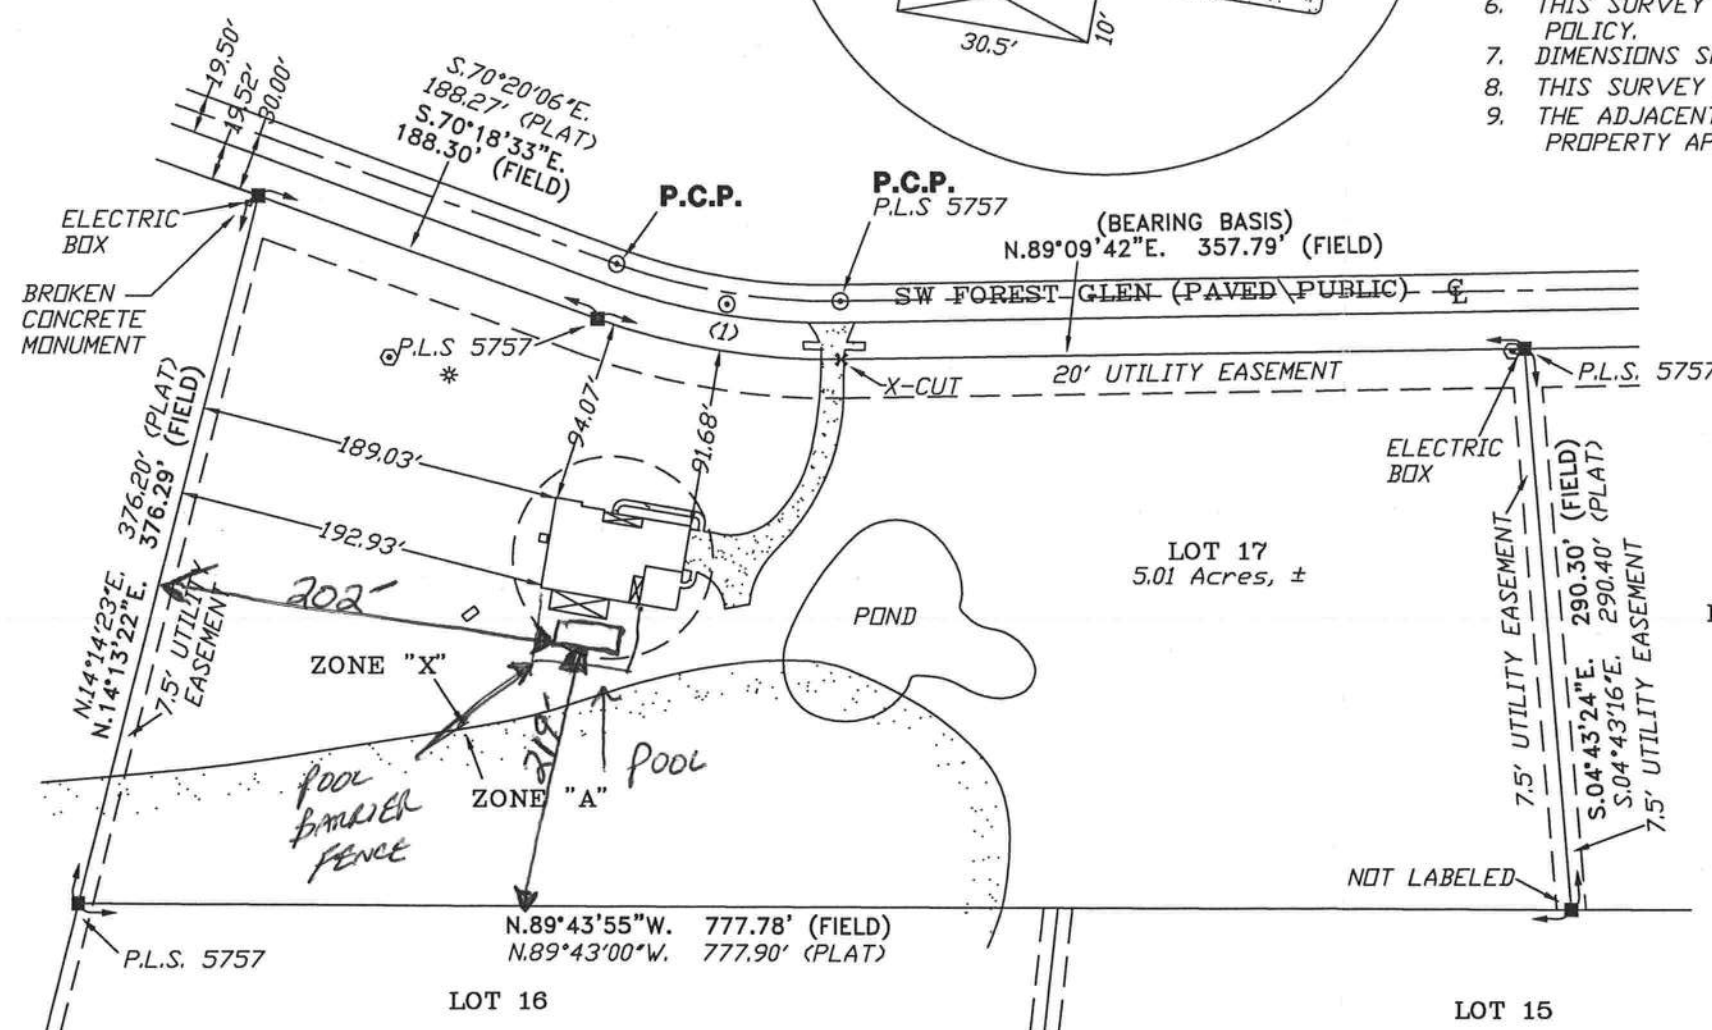 30.5'
10'
6. THIS SURVEY
POLICY.
7. DIMENSIONS
8. THIS SURVEY
9. THE ADJACENT
PROPERTY
19.50'
19.52'
30.00'
S.70°20'06"E.
188.27' (PLAT)
S.70°18'33"E.
188.30' (FIELD)
P.C.P.
P.C.P.
P.L.S 5757
(BEARING BASIS)
N.89°09'42"E. 357.79' (FIELD)
ELECTRIC
BOX
SW FOREST GLEN (PAVED\PUBLIC) ℄
BROKEN
CONCRETE
MONUMENT
P.L.S 5757
(1)
X-CUT
20' UTILITY EASEMENT
P.L.S. 5757
376.20' (PLAT)
376.29' (FIELD)
94.07'
91.68'
189.03'
ELECTRIC
BOX
192.93'
LOT 17
5.01 Acres, ±
202'
POND
ZONE "X"
N.14°14'23"E.
N.14°13'22"E.
7.5' UTILITY
EASEMENT
7.5' UTILITY EASEMENT
S.04°43'24"E. 290.30' (FIELD)
S.04°43'16"E. 290.40' (PLAT)
7.5' UTILITY EASEMENT
POOL
POOL
BARRIER
FENCE
ZONE "A"
NOT LABELED
N.89°43'55"W. 777.78' (FIELD)
N.89°43'00"W. 777.90' (PLAT)
P.L.S. 5757
LOT 16
LOT 15